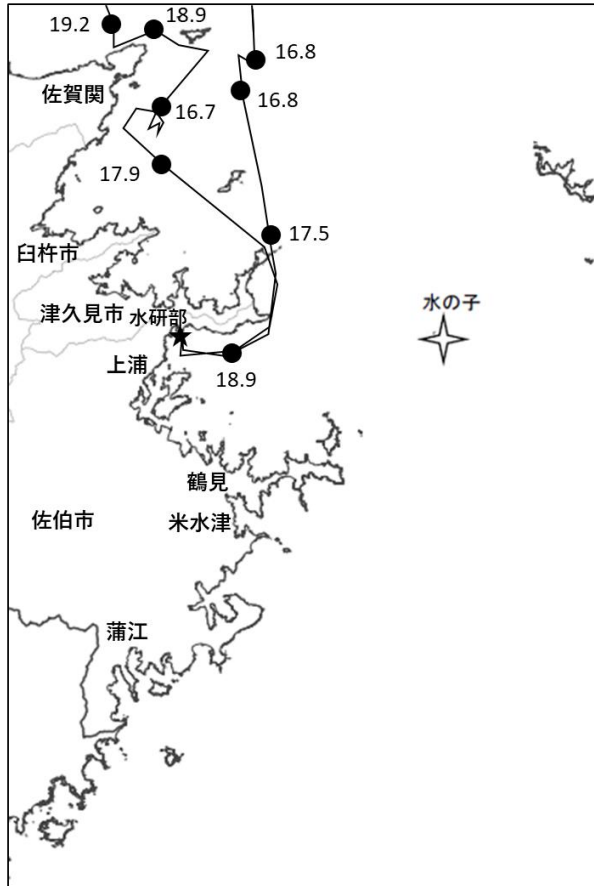 19.2
18.9
16.8
佐賀関
16.8
16.7
17.9
17.5
臼杵市
水の子
津久見市
水研部
上浦
18.9
鶴見
佐伯市
米水津
蒲江